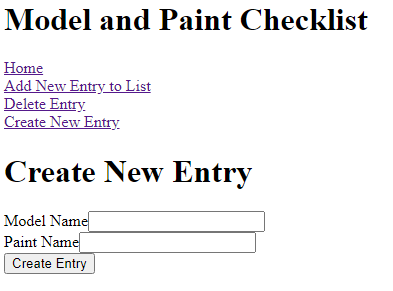 Model and Paint Checklist
Home
Add New Entry to List
Delete Entry
Create New Entry
Create New Entry
Model Name
Paint Name
Create Entry